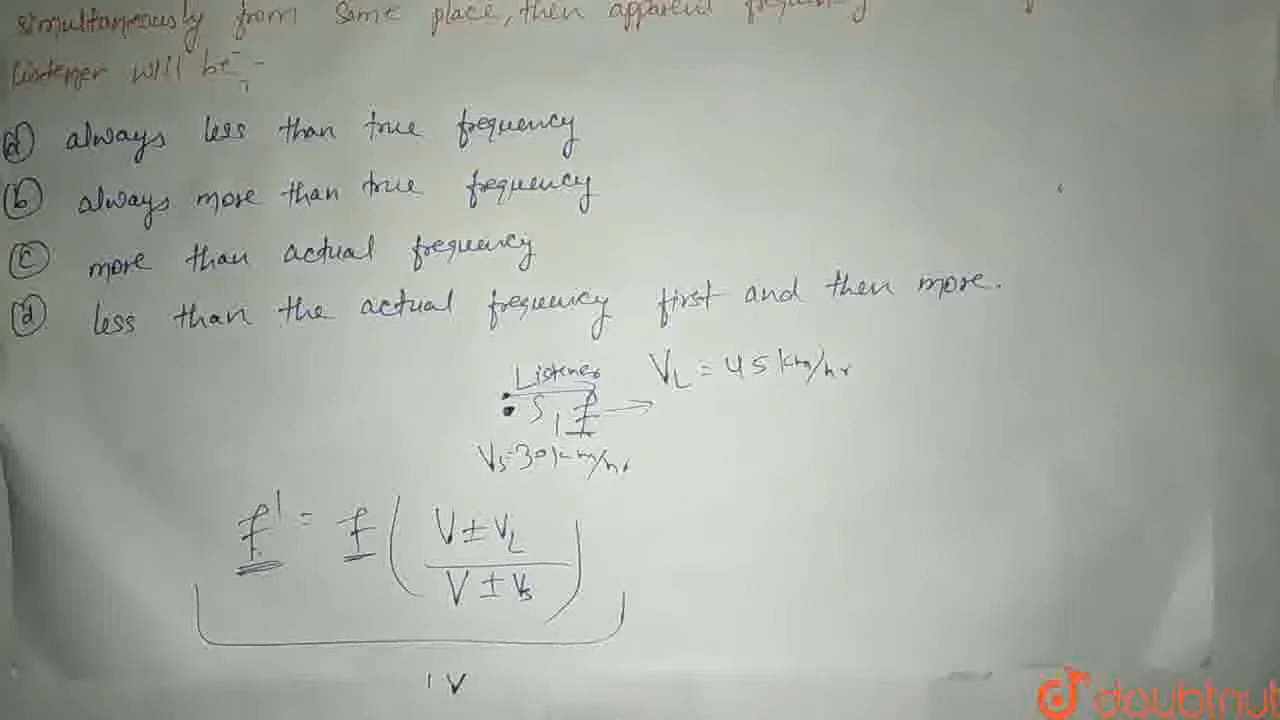 simultaneously from same place, then apparent frequency
Listener will be :-
(a) always less than true frequency
(b) always more than true frequency
(c) more than actual frequency
(d) less than the actual frequency first and then more.
Listener VL = 45 km/hr
S, f
Vs=30 km/hr
f' = f (V ± VL / V ± Vs)
IV
doubtnut